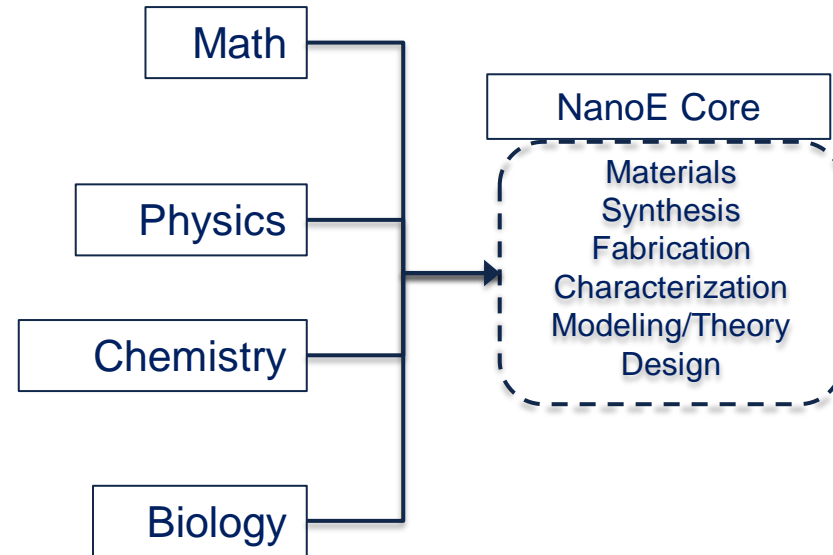 Math
Physics
Chemistry
Biology
NanoE Core
Materials
Synthesis
Fabrication
Characterization
Modeling/Theory
Design